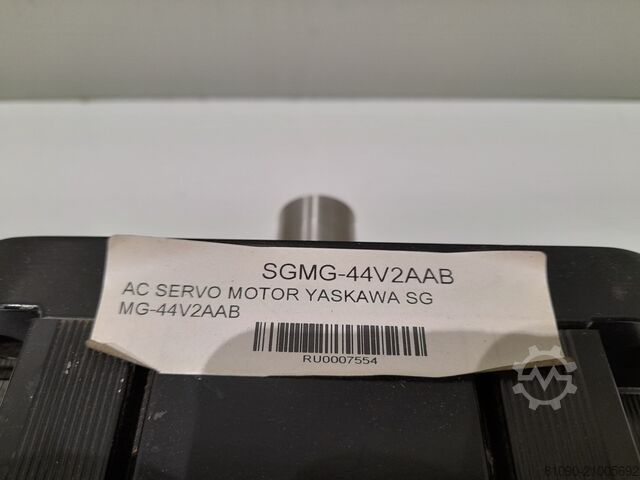 SGMG-44V2AAB
AC SERVO MOTOR YASKAWA SG
MG-44V2AAB
RU0007554
81090-21005692